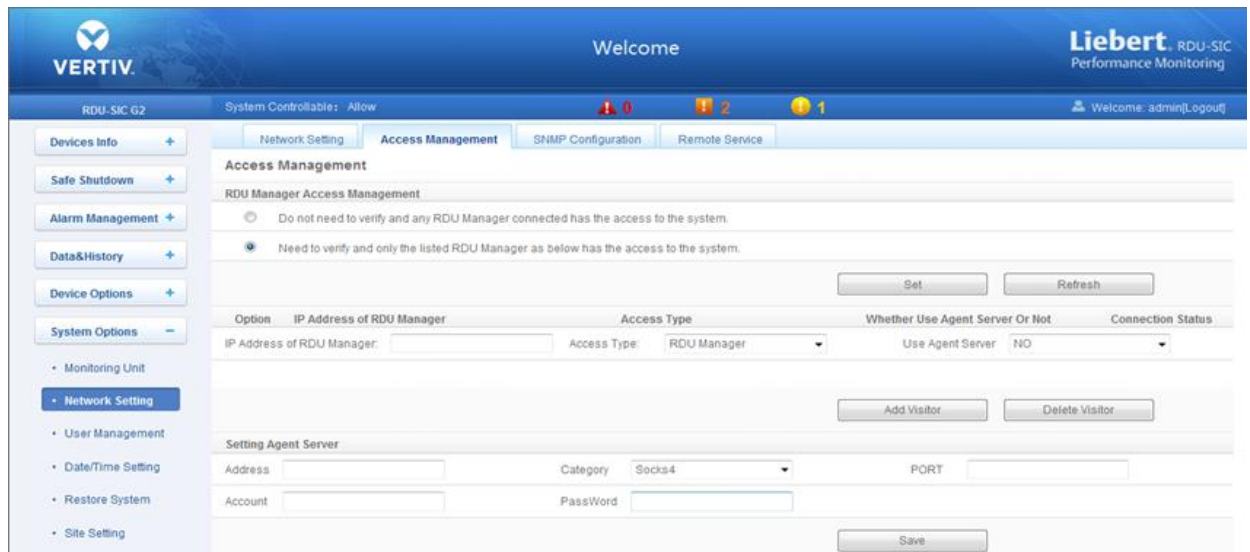 VERTIV.
Welcome
Liebert. RDU-SIC
Performance Monitoring
RDU-SIC G2
System Controllable: Allow
0
2
1
Welcome: admin[Logout]
Devices Info +
Safe Shutdown +
Alarm Management +
Data&History +
Device Options +
System Options −
• Monitoring Unit
• Network Setting
• User Management
• Date/Time Setting
• Restore System
• Site Setting
Network Setting Access Management SNMP Configuration Remote Service
Access Management
RDU Manager Access Management
Do not need to verify and any RDU Manager connected has the access to the system.
Need to verify and only the listed RDU Manager as below has the access to the system.
Set Refresh
Option IP Address of RDU Manager Access Type Whether Use Agent Server Or Not Connection Status
IP Address of RDU Manager: Access Type: RDU Manager Use Agent Server NO
Add Visitor Delete Visitor
Setting Agent Server
Address Category Socks4 PORT
Account PassWord
Save